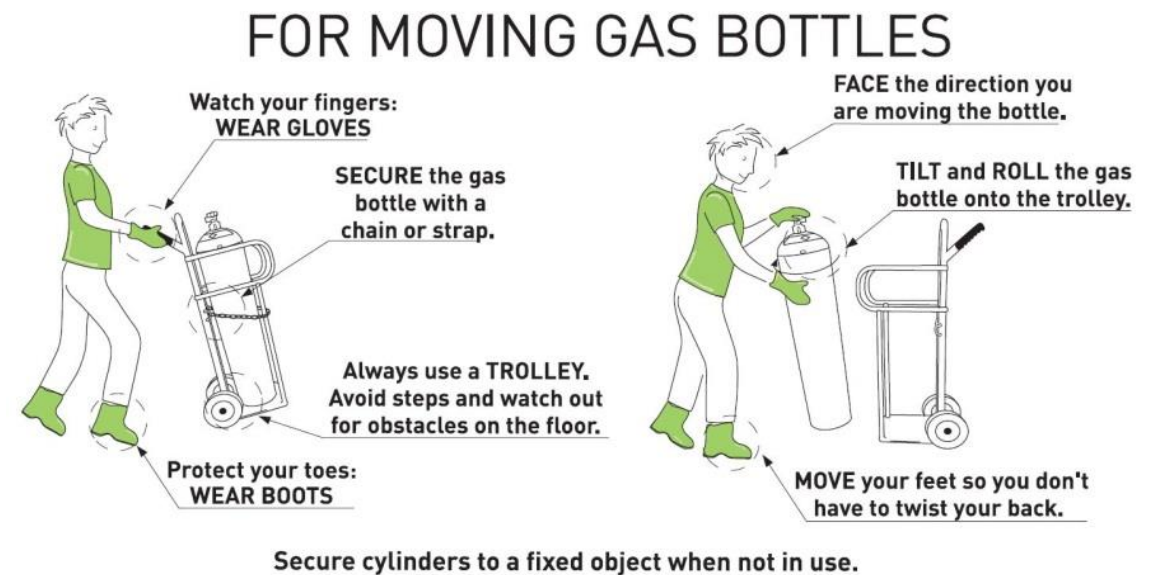 FOR MOVING GAS BOTTLES
Watch your fingers:
WEAR GLOVES
SECURE the gas
bottle with a
chain or strap.
Always use a TROLLEY.
Avoid steps and watch out
for obstacles on the floor.
Protect your toes:
WEAR BOOTS
FACE the direction you
are moving the bottle.
TILT and ROLL the gas
bottle onto the trolley.
MOVE your feet so you don't
have to twist your back.
Secure cylinders to a fixed object when not in use.